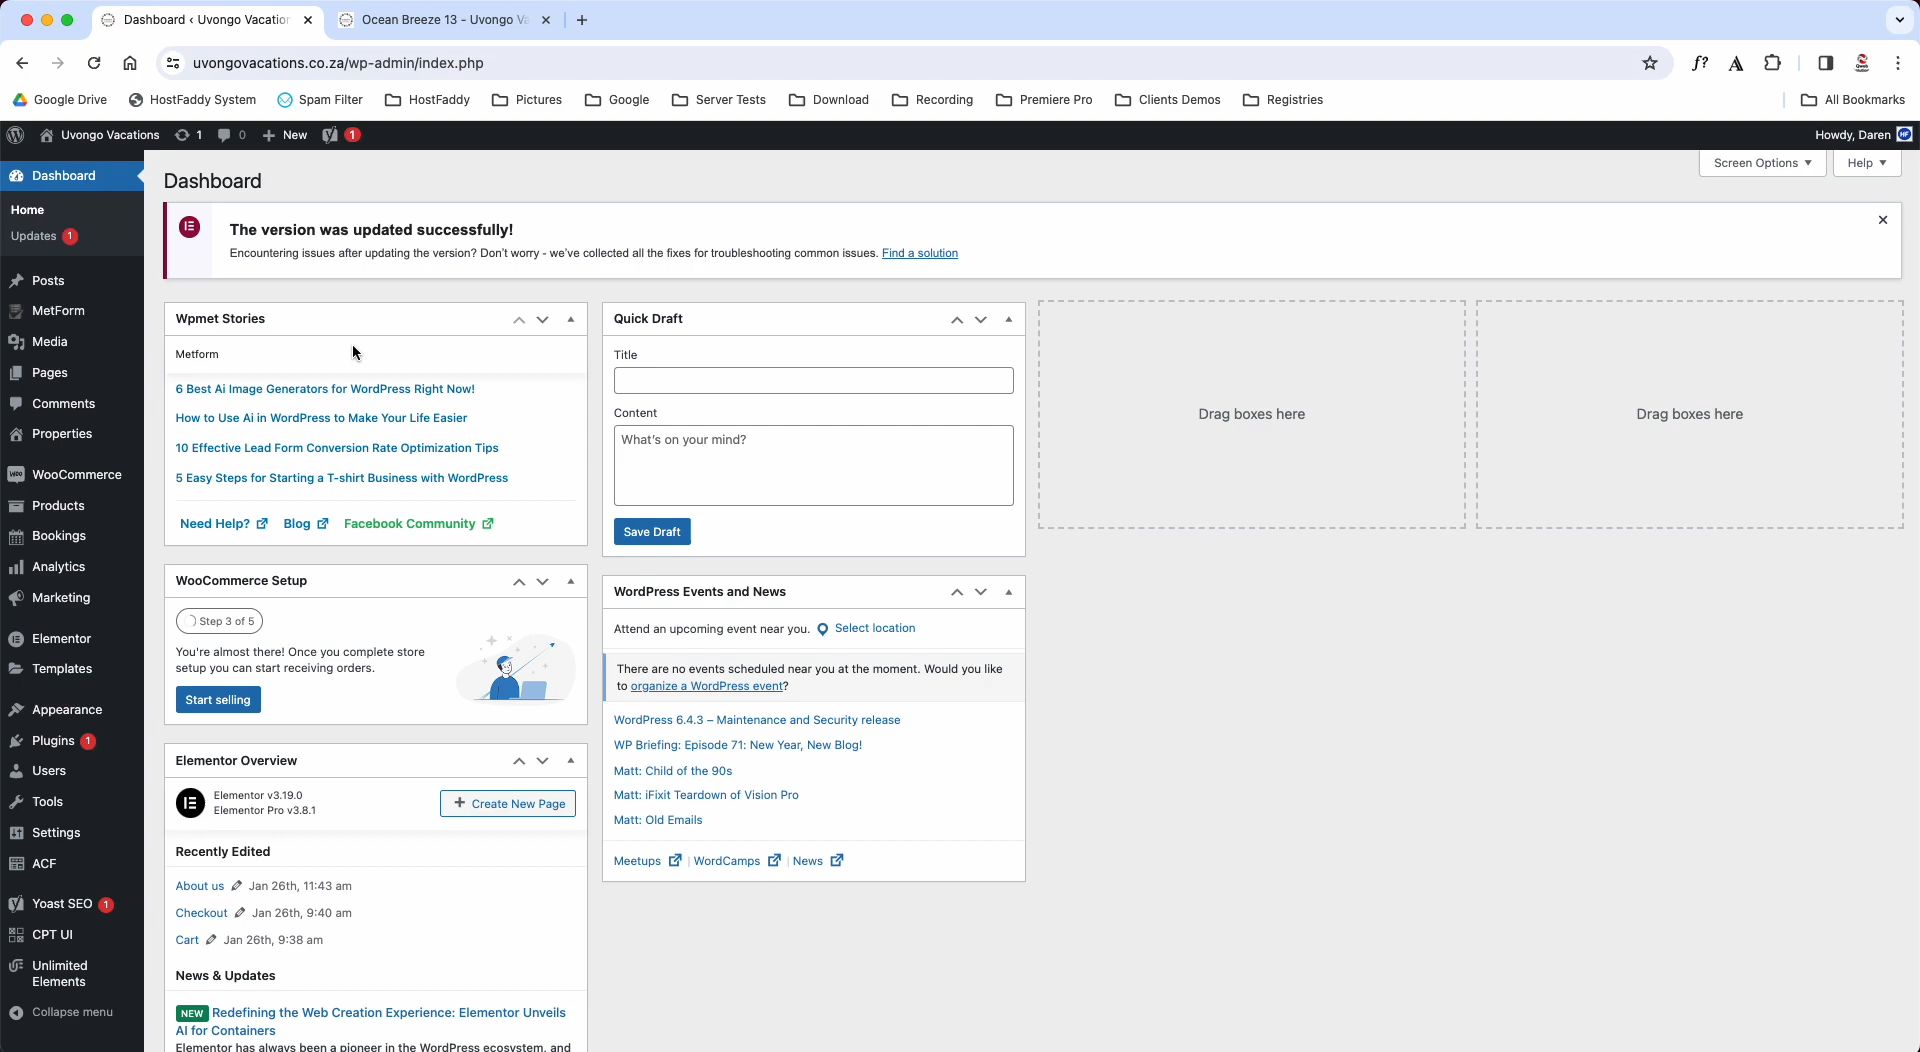 Dashboard ‹ Uvongo Vacation
Ocean Breeze 13 - Uvongo Va
uvongovacations.co.za/wp-admin/index.php
f?
A
Google Drive
HostFaddy System
Spam Filter
HostFaddy
Pictures
Google
Server Tests
Download
Recording
Premiere Pro
Clients Demos
Registries
All Bookmarks
Uvongo Vacations
1
0
New
1
Howdy, Daren
HF
Screen Options
Help
Dashboard
Home
Updates 1
Posts
MetForm
Media
Pages
Comments
Properties
WooCommerce
Products
Bookings
Analytics
Marketing
Elementor
Templates
Appearance
Plugins 1
Users
Tools
Settings
ACF
Yoast SEO 1
CPT UI
Unlimited
Elements
Collapse menu
Dashboard
The version was updated successfully!
Encountering issues after updating the version? Don't worry - we've collected all the fixes for troubleshooting common issues. Find a solution
Wpmet Stories
Metform
6 Best Ai Image Generators for WordPress Right Now!
How to Use Ai in WordPress to Make Your Life Easier
10 Effective Lead Form Conversion Rate Optimization Tips
5 Easy Steps for Starting a T-shirt Business with WordPress
Need Help?
Blog
Facebook Community
WooCommerce Setup
Step 3 of 5
You're almost there! Once you complete store
setup you can start receiving orders.
Start selling
Elementor Overview
Elementor v3.19.0
Elementor Pro v3.8.1
+ Create New Page
Recently Edited
About us Jan 26th, 11:43 am
Checkout Jan 26th, 9:40 am
Cart Jan 26th, 9:38 am
News & Updates
NEW Redefining the Web Creation Experience: Elementor Unveils
AI for Containers
Elementor has always been a pioneer in the WordPress ecosystem, and
Quick Draft
Title
Content
What's on your mind?
Save Draft
WordPress Events and News
Attend an upcoming event near you. Select location
There are no events scheduled near you at the moment. Would you like
to organize a WordPress event?
WordPress 6.4.3 – Maintenance and Security release
WP Briefing: Episode 71: New Year, New Blog!
Matt: Child of the 90s
Matt: iFixit Teardown of Vision Pro
Matt: Old Emails
Meetups | WordCamps | News
Drag boxes here
Drag boxes here